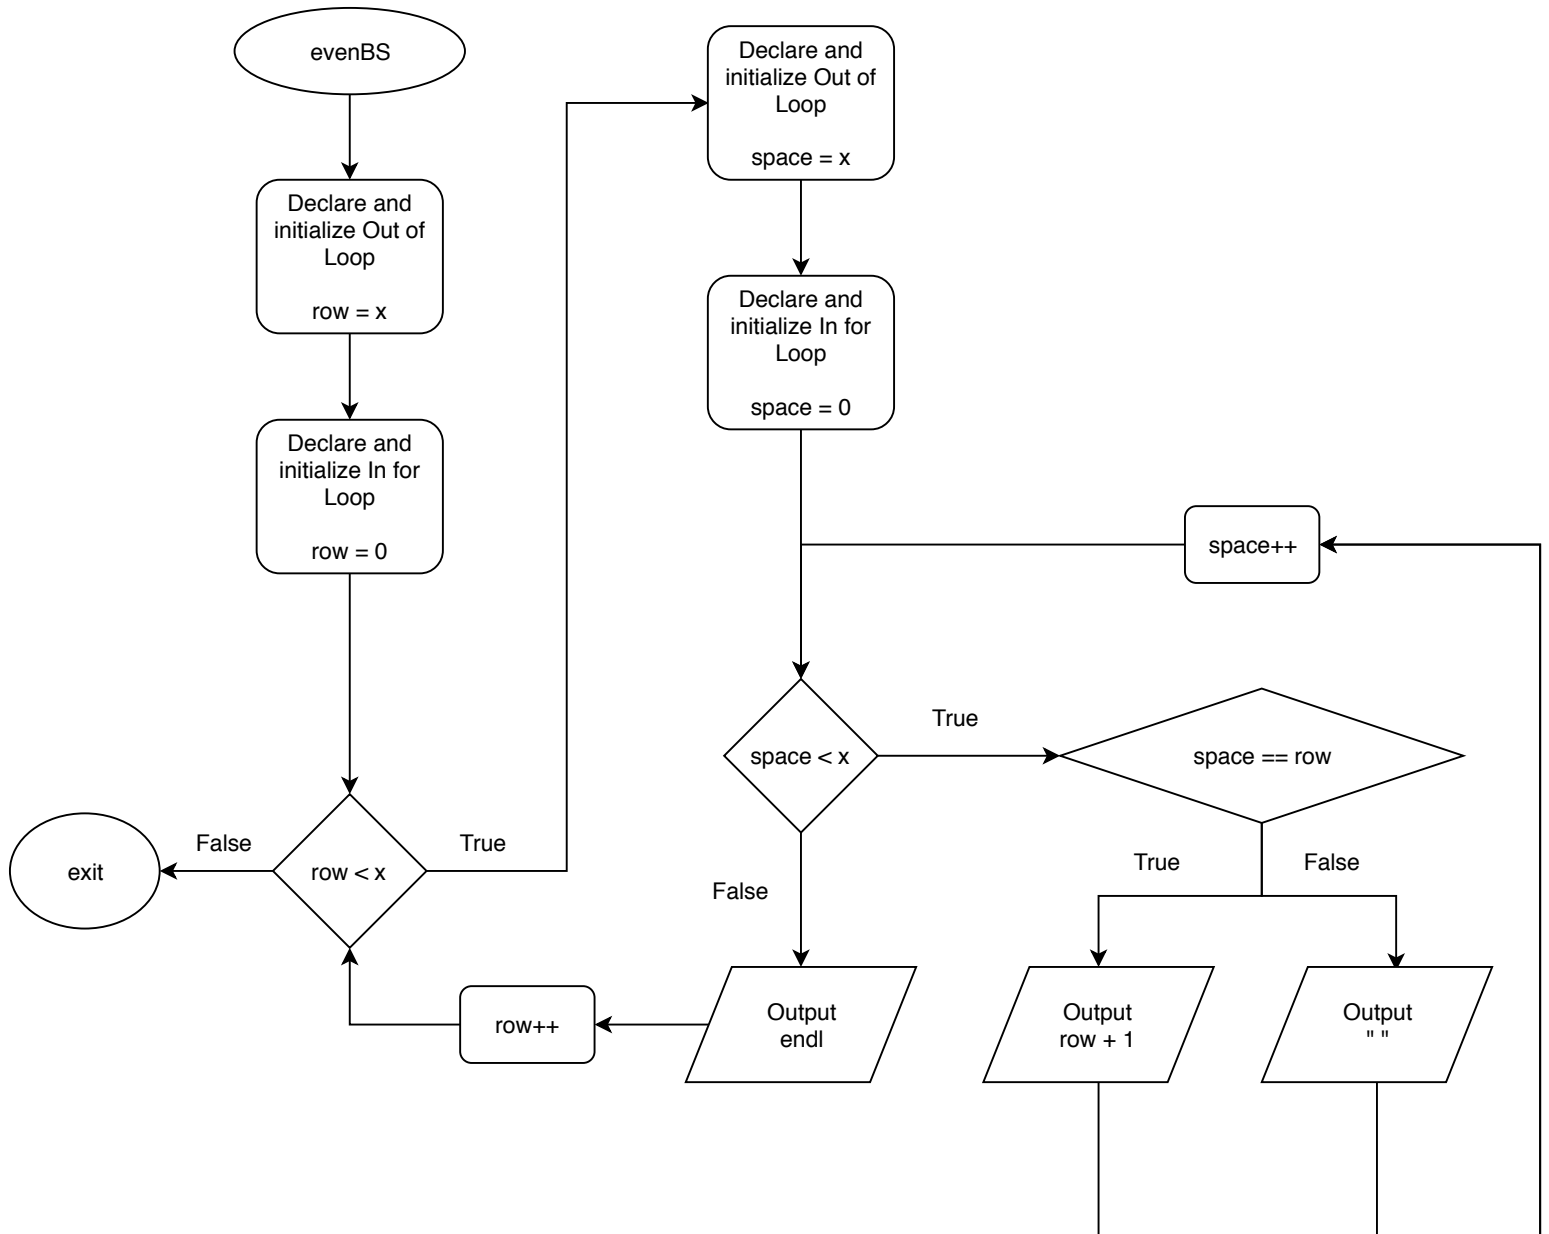 evenBS
Declare and
initialize Out of
Loop
row = x
Declare and
initialize In for
Loop
row = 0
row < x
False
exit
True
Declare and
initialize Out of
Loop
space = x
Declare and
initialize In for
Loop
space = 0
space++
space < x
True
space == row
False
True
False
Output
endl
row++
Output
row + 1
Output
" "